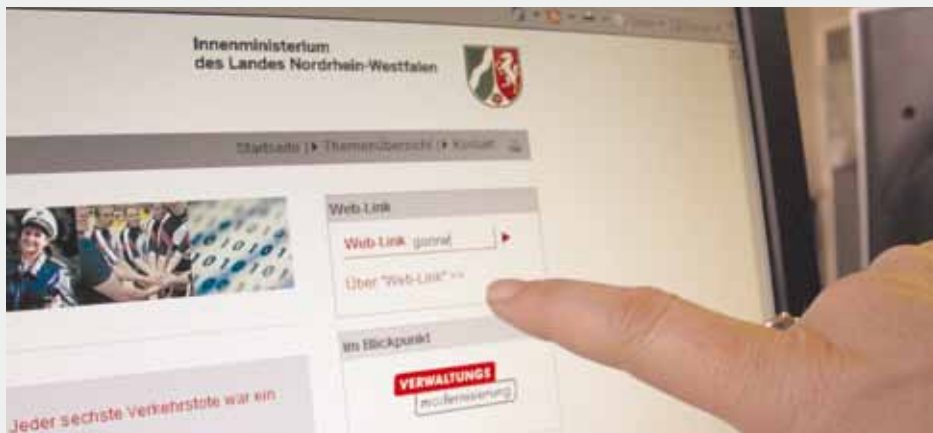 Innenministerium
des Landes Nordrhein-Westfalen
Startseite | Themenübersicht | Kontakt
Web-Link
Web-Link gonrw
Über "Web-Link" >>
Im Blickpunkt
VERWALTUNGS
modernisierung
Jeder sechste Verkehrstote war ein